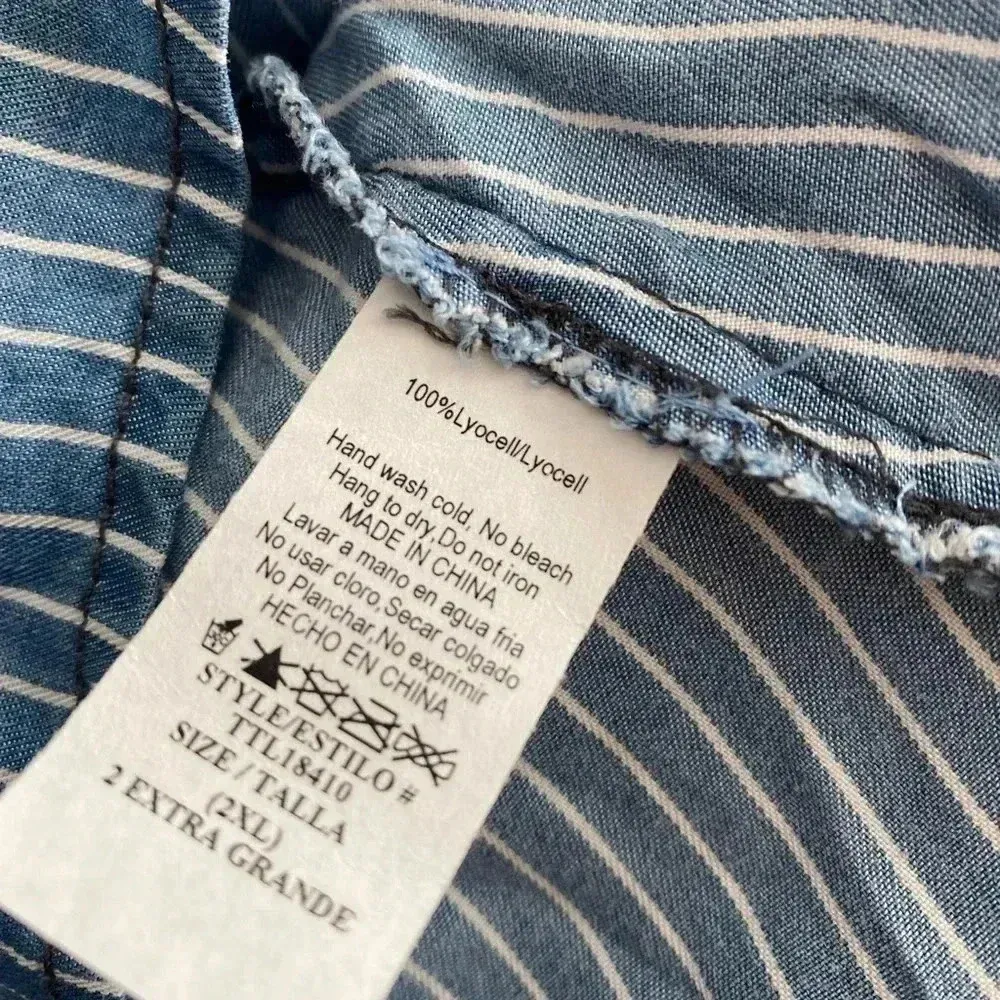 100%Lyocell/Lyocell
Hand wash cold, No bleach
Hang to dry,Do not iron
MADE IN CHINA
Lavar a mano en agua fria
No usar cloro,Secar colgado
No Planchar,No exprimir
HECHO EN CHINA
STYLE/ESTILO #
TTL18410
SIZE / TALLA
(2XL)
2 EXTRA GRANDE